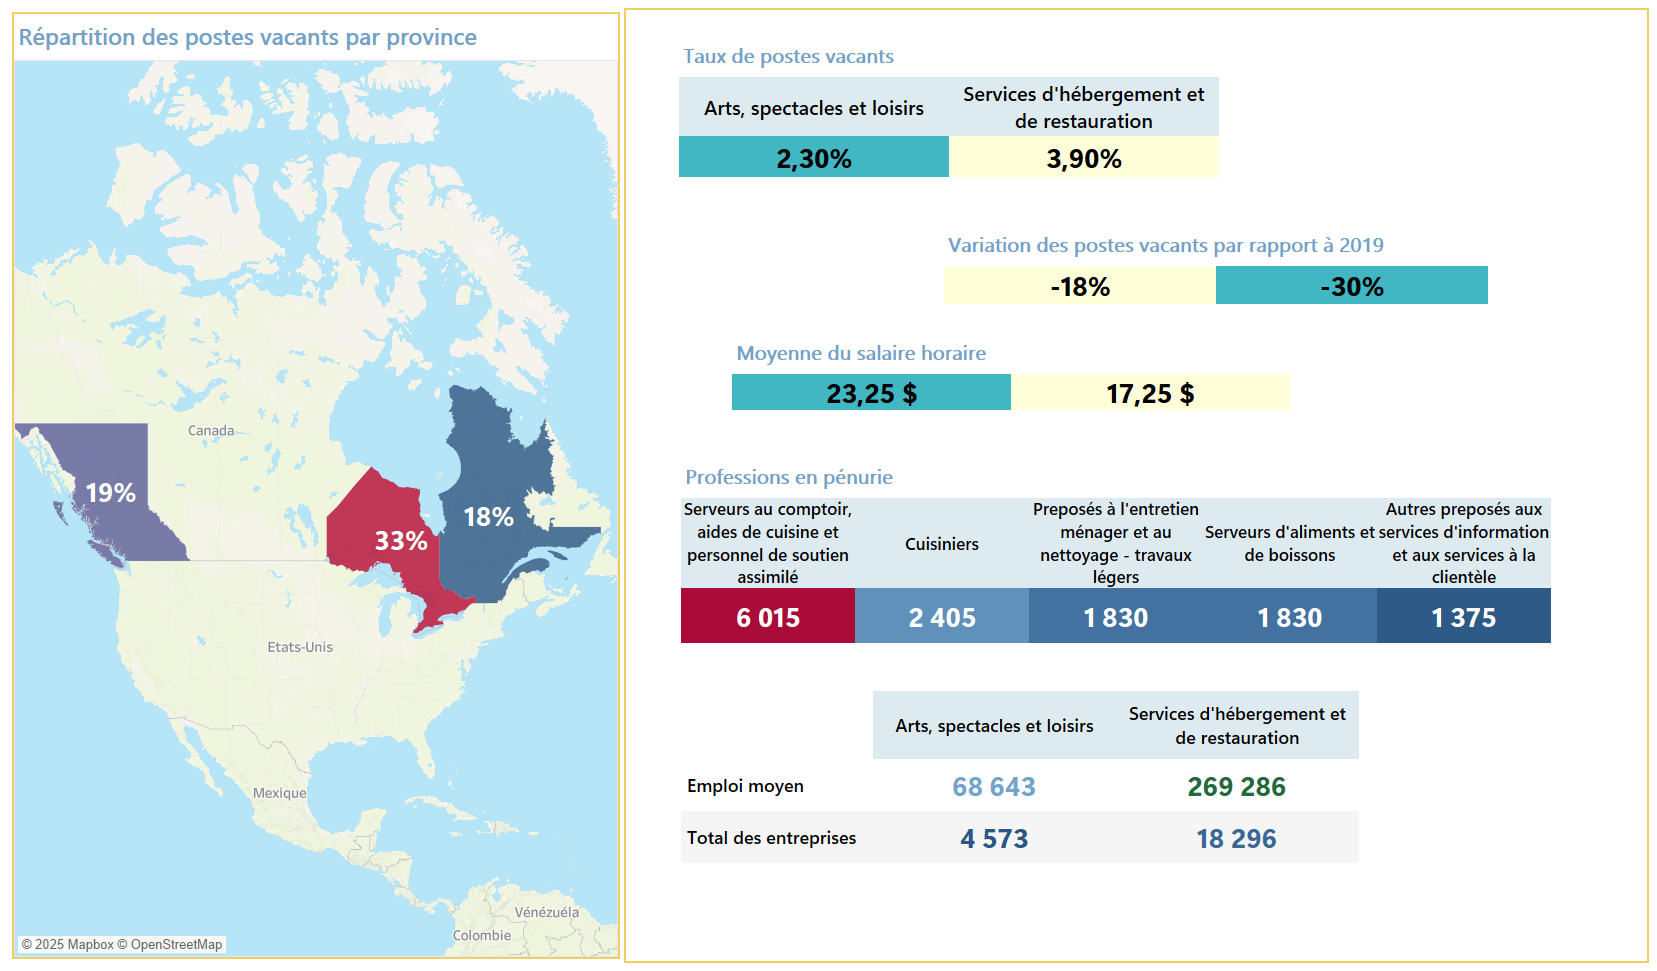 Répartition des postes vacants par province
Canada
19%
33%
18%
Etats-Unis
Mexique
Vénézuéla
Colombie
© 2025 Mapbox © OpenStreetMap
Taux de postes vacants
Arts, spectacles et loisirs
Services d'hébergement et
de restauration
2,30%
3,90%
Variation des postes vacants par rapport à 2019
-18%
-30%
Moyenne du salaire horaire
23,25 $
17,25 $
Professions en pénurie
Serveurs au comptoir,
aides de cuisine et
personnel de soutien
assimilé
Cuisiniers
Preposés à l'entretien
ménager et au
nettoyage - travaux
légers
Serveurs d'aliments et
de boissons
Autres preposés aux
services d'information
et aux services à la
clientèle
6 015
2 405
1 830
1 830
1 375
Arts, spectacles et loisirs
Services d'hébergement et
de restauration
Emploi moyen
68 643
269 286
Total des entreprises
4 573
18 296